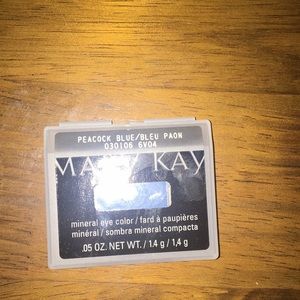 PEACOCK BLUE/BLEU PAON
030106 6V04
MARY KAY
mineral eye color / fard à paupières
minéral / sombra mineral compacta
.05 OZ. NET WT. / 1.4 g / 1,4 g